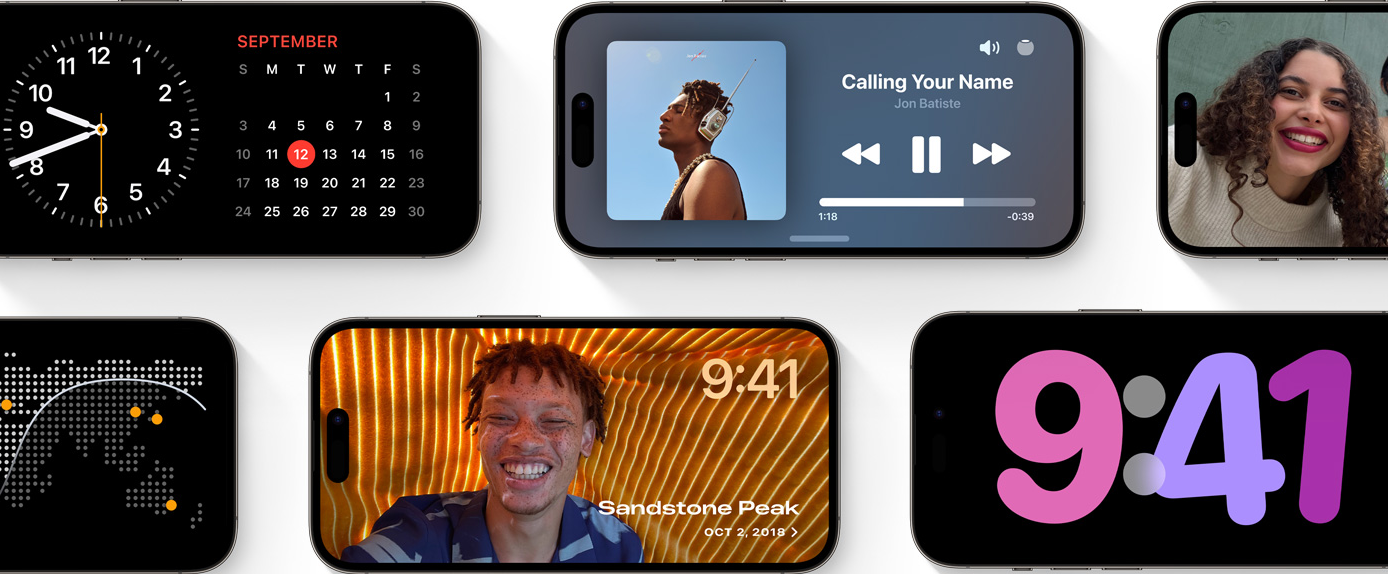 12
11 1
10 2
9 3
8 4
7 5
6
SEPTEMBER
S M T W T F S
1 2
3 4 5 6 7 8 9
10 11 12 13 14 15 16
17 18 19 20 21 22 23
24 25 26 27 28 29 30
Calling Your Name
Jon Batiste
1:18 -0:39
9:41
Sandstone Peak
OCT 2, 2018 >
9:41